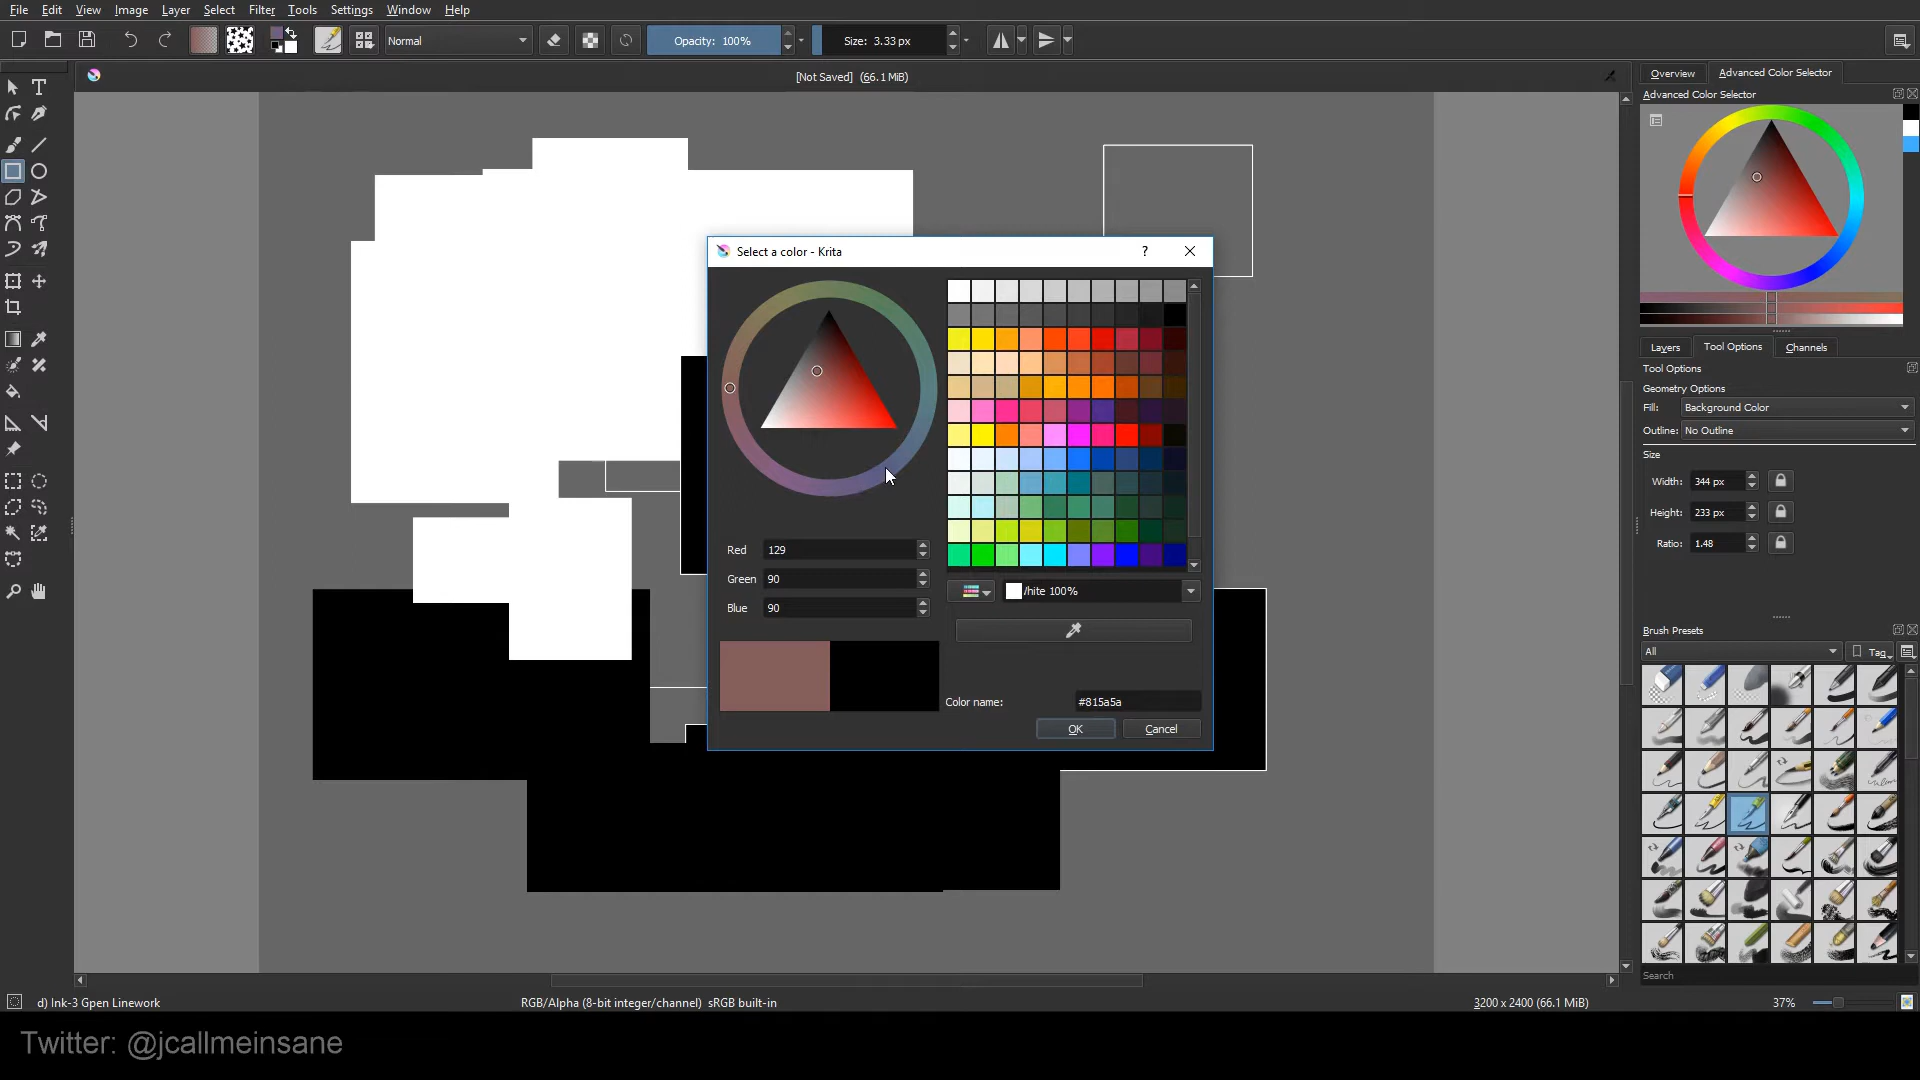 File Edit View Image Layer Select Filter Tools Settings Window Help
Normal
Opacity: 100%
Size: 3.33 px
[Not Saved] (66.1 MiB)
Overview
Advanced Color Selector
Advanced Color Selector
Select a color - Krita
?
Layers
Tool Options
Channels
Tool Options
Geometry Options
Fill: Background Color
Outline: No Outline
Size
Width: 344 px
Height: 233 px
Ratio: 1.48
Red 129
Green 90
Blue 90
/hite 100%
Color name: #815a5a
OK
Cancel
Brush Presets
All
Tag
Search
d) Ink-3 Gpen Linework
RGB/Alpha (8-bit integer/channel) sRGB built-in
3200 x 2400 (66.1 MiB)
37%
Twitter: @jcallmeinsane